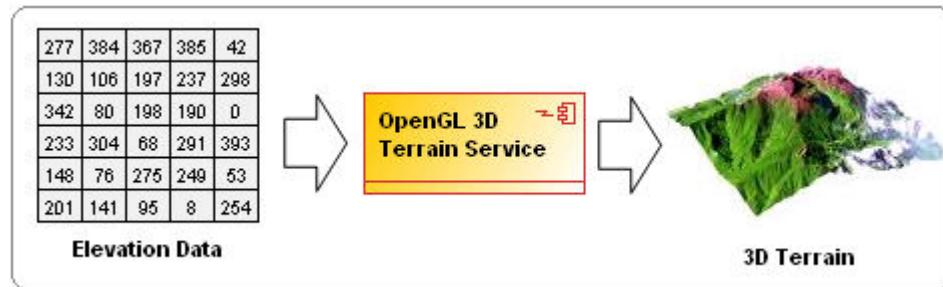 277 384 367 385 42
130 106 197 237 298
342 80 198 190 0
233 304 68 291 393
148 76 275 249 53
201 141 95 8 254
Elevation Data
OpenGL 3D
Terrain Service
3D Terrain